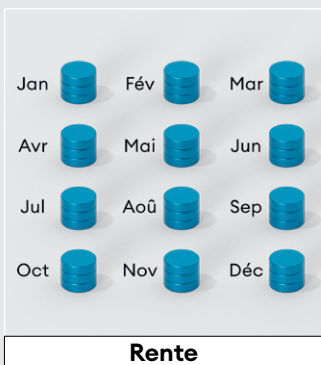 Jan Fév Mar
Avr Mai Jun
Jul Aoû Sep
Oct Nov Déc
Rente